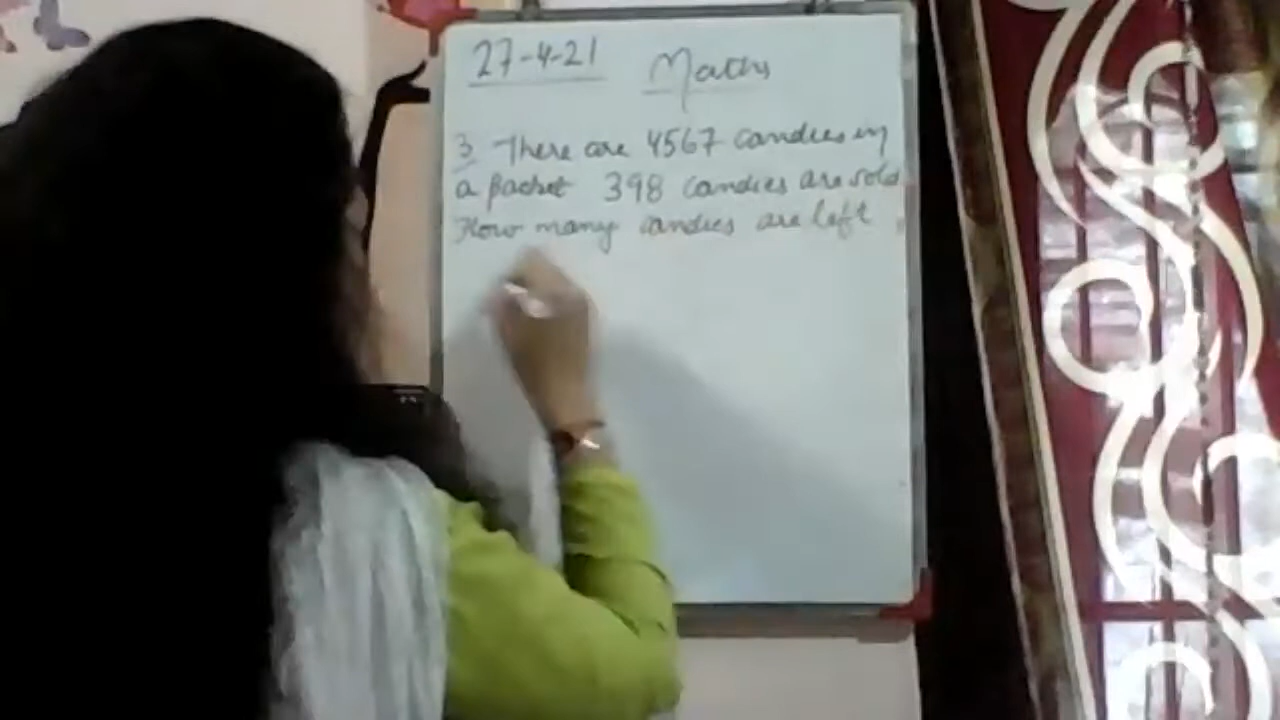 27-4-21 Maths
3. There are 4567 candies in
a packet 398 candies are sold
How many candies are left